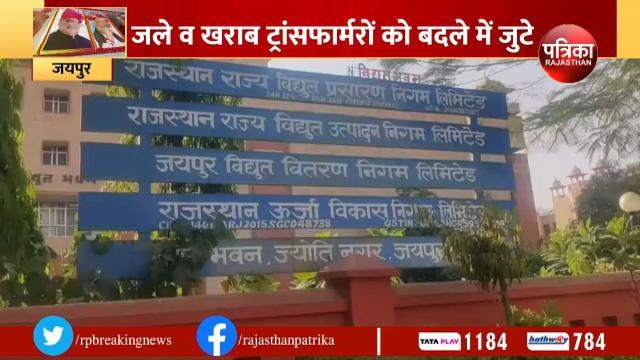 जले व खराब ट्रांसफार्मरों को बदले में जुटे
पत्रिका
RAJASTHAN
जयपुर
विद्युत भवन
राजस्थान राज्य विद्युत प्रसारण निगम लिमिटेड
राजस्थान राज्य विद्युत उत्पादन निगम लिमिटेड
जयपुर विद्युत वितरण निगम लिमिटेड
राजस्थान ऊर्जा विकास निगम लिमिटेड
भवन, ज्योति नगर, जयपुर
/rpbreakingnews
/rajasthanpatrika
TATA PLAY 1184
hathway 784